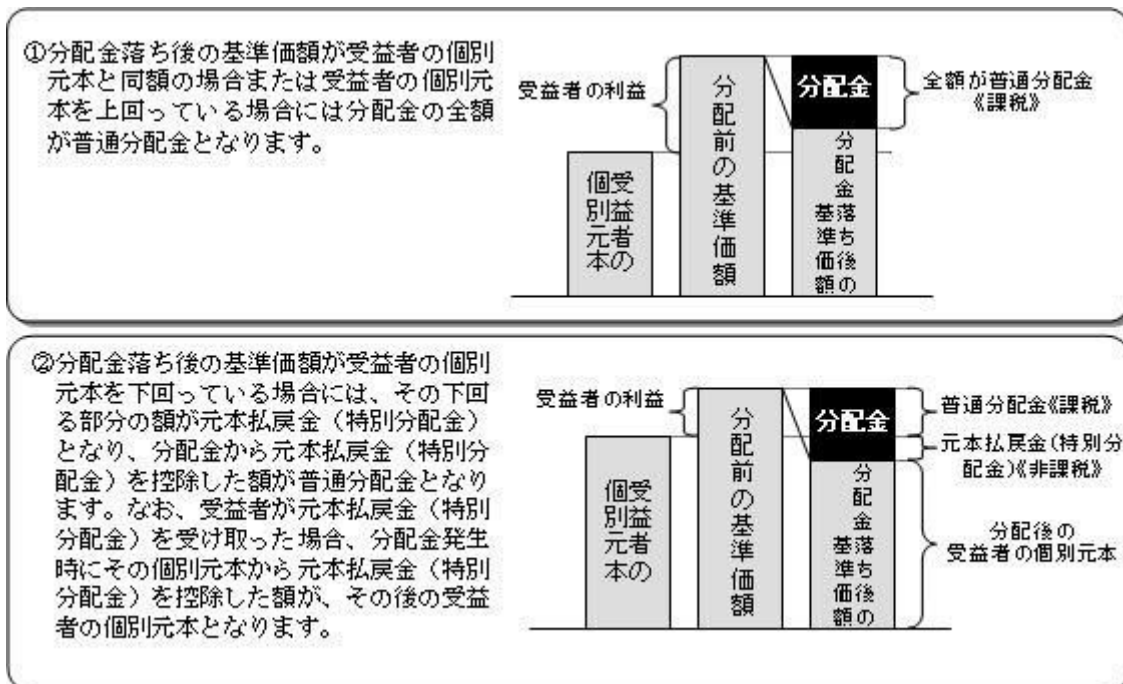 ①分配金落ち後の基準価額が受益者の個別
元本と同額の場合または受益者の個別元
本を上回っている場合には分配金の全額
が普通分配金となります。
受益者の利益
受益者の
個別元本
分配前の基準価額
分配金
分配金落ち後の
基準価額
全額が普通分配金
《課税》
②分配金落ち後の基準価額が受益者の個別
元本を下回っている場合には、その下回
る部分の額が元本払戻金（特別分配金）
となり、分配金から元本払戻金（特別分
配金）を控除した額が普通分配金となり
ます。なお、受益者が元本払戻金（特別
分配金）を受け取った場合、分配金発生
時にその個別元本から元本払戻金（特別
分配金）を控除した額が、その後の受益
者の個別元本となります。
受益者の利益
受益者の
個別元本
分配前の基準価額
分配金
分配金落ち後の
基準価額
普通分配金《課税》
元本払戻金(特別分
配金)《非課税》
分配後の
受益者の個別元本